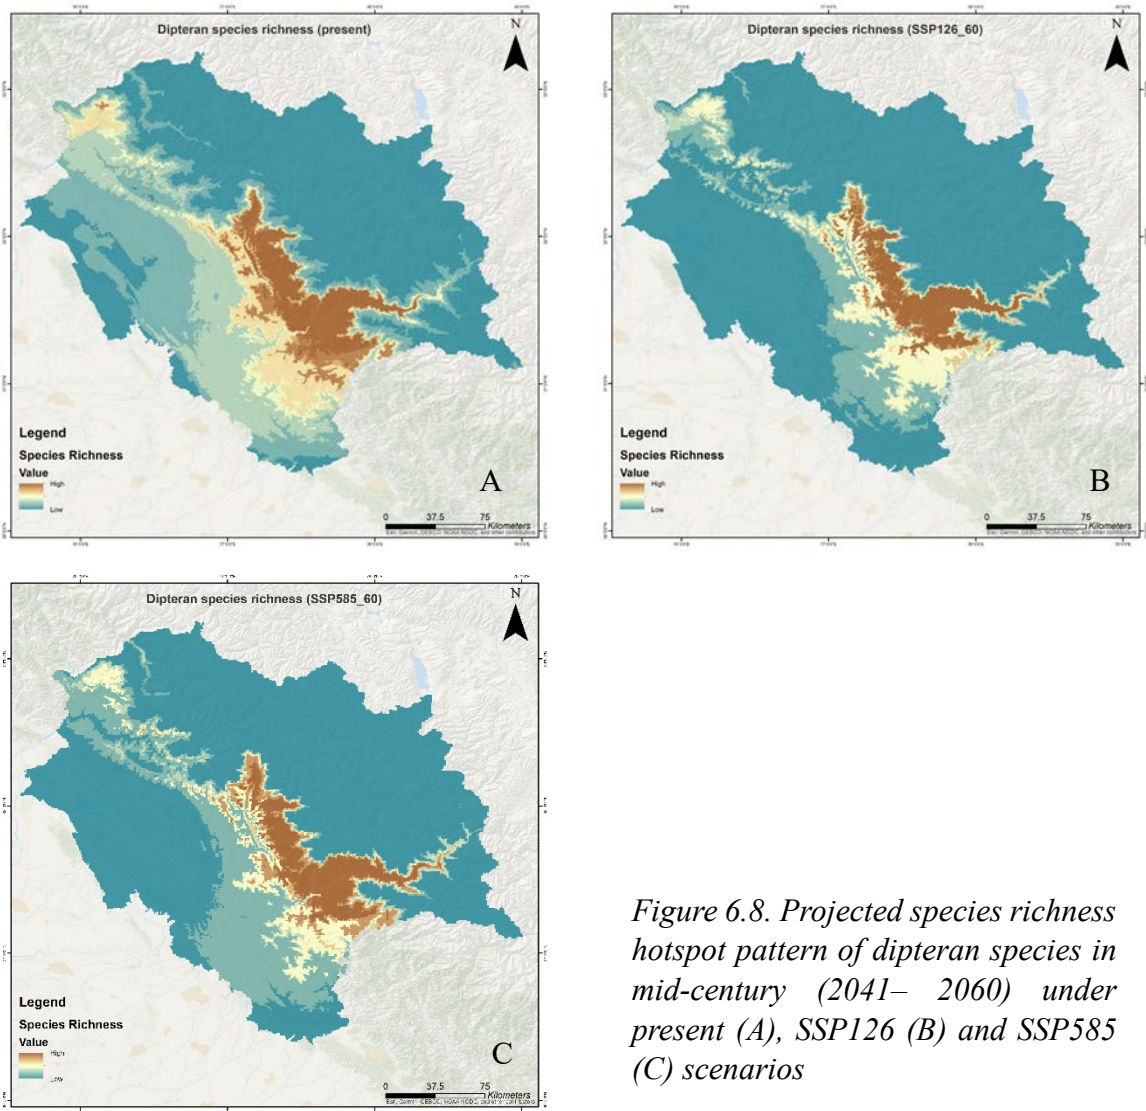 Dipteran species richness (present)
N
Legend
Species Richness
Value
High
Low
A
0 37.5 75
Kilometers
Dipteran species richness (SSP126_60)
N
Legend
Species Richness
Value
High
Low
B
0 37.5 75
Kilometers
Dipteran species richness (SSP585_60)
N
Legend
Species Richness
Value
High
Low
C
0 37.5 75
Kilometers
Figure 6.8. Projected species richness
hotspot pattern of dipteran species in
mid-century (2041– 2060) under
present (A), SSP126 (B) and SSP585
(C) scenarios